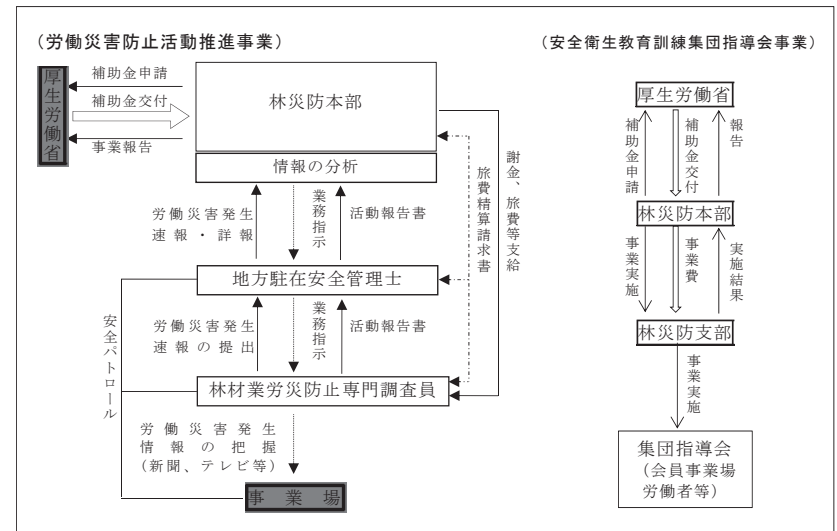 (労働災害防止活動推進事業)
厚生労働省
補助金申請
補助金交付
事業報告
林災防本部
情報の分析
労働災害発生
速報・詳報
業務指示
活動報告書
旅費精算請求書
謝金、旅費等支給
地方駐在安全管理士
安全パトロール
労働災害発生
速報の提出
業務指示
活動報告書
林材業労災防止専門調査員
労働災害発生
情報の把握
(新聞、テレビ等)
事業場
(安全衛生教育訓練集団指導会事業)
厚生労働省
補助金申請
補助金交付
報告
林災防本部
事業実施
事業費
実施結果
林災防支部
事業実施
集団指導会
(会員事業場
労働者等)